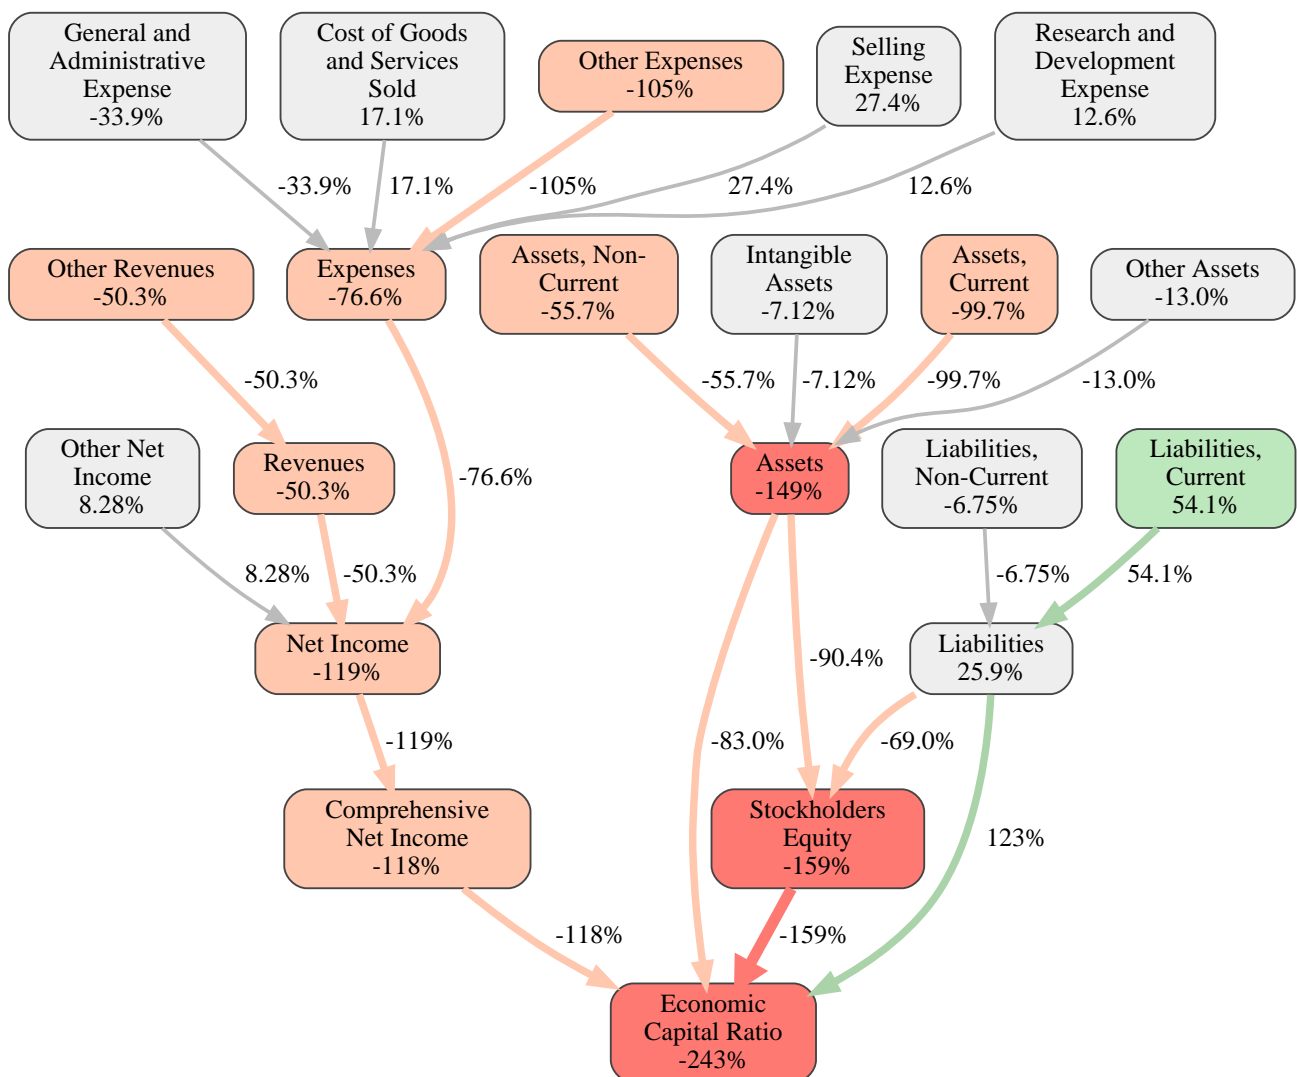 General and
Administrative
Expense
-33.9%
Cost of Goods
and Services
Sold
17.1%
Other Expenses
-105%
Selling
Expense
27.4%
Research and
Development
Expense
12.6%
-33.9%
17.1%
-105%
27.4%
12.6%
Other Revenues
-50.3%
Expenses
-76.6%
Assets, Non-
Current
-55.7%
Intangible
Assets
-7.12%
Assets,
Current
-99.7%
Other Assets
-13.0%
-50.3%
-55.7%
-7.12%
-99.7%
-13.0%
Other Net
Income
8.28%
Revenues
-50.3%
-76.6%
Assets
-149%
Liabilities,
Non-Current
-6.75%
Liabilities,
Current
54.1%
8.28%
-50.3%
-6.75%
54.1%
Net Income
-119%
-90.4%
Liabilities
25.9%
-119%
-83.0%
-69.0%
Comprehensive
Net Income
-118%
Stockholders
Equity
-159%
123%
-118%
-159%
Economic
Capital Ratio
-243%